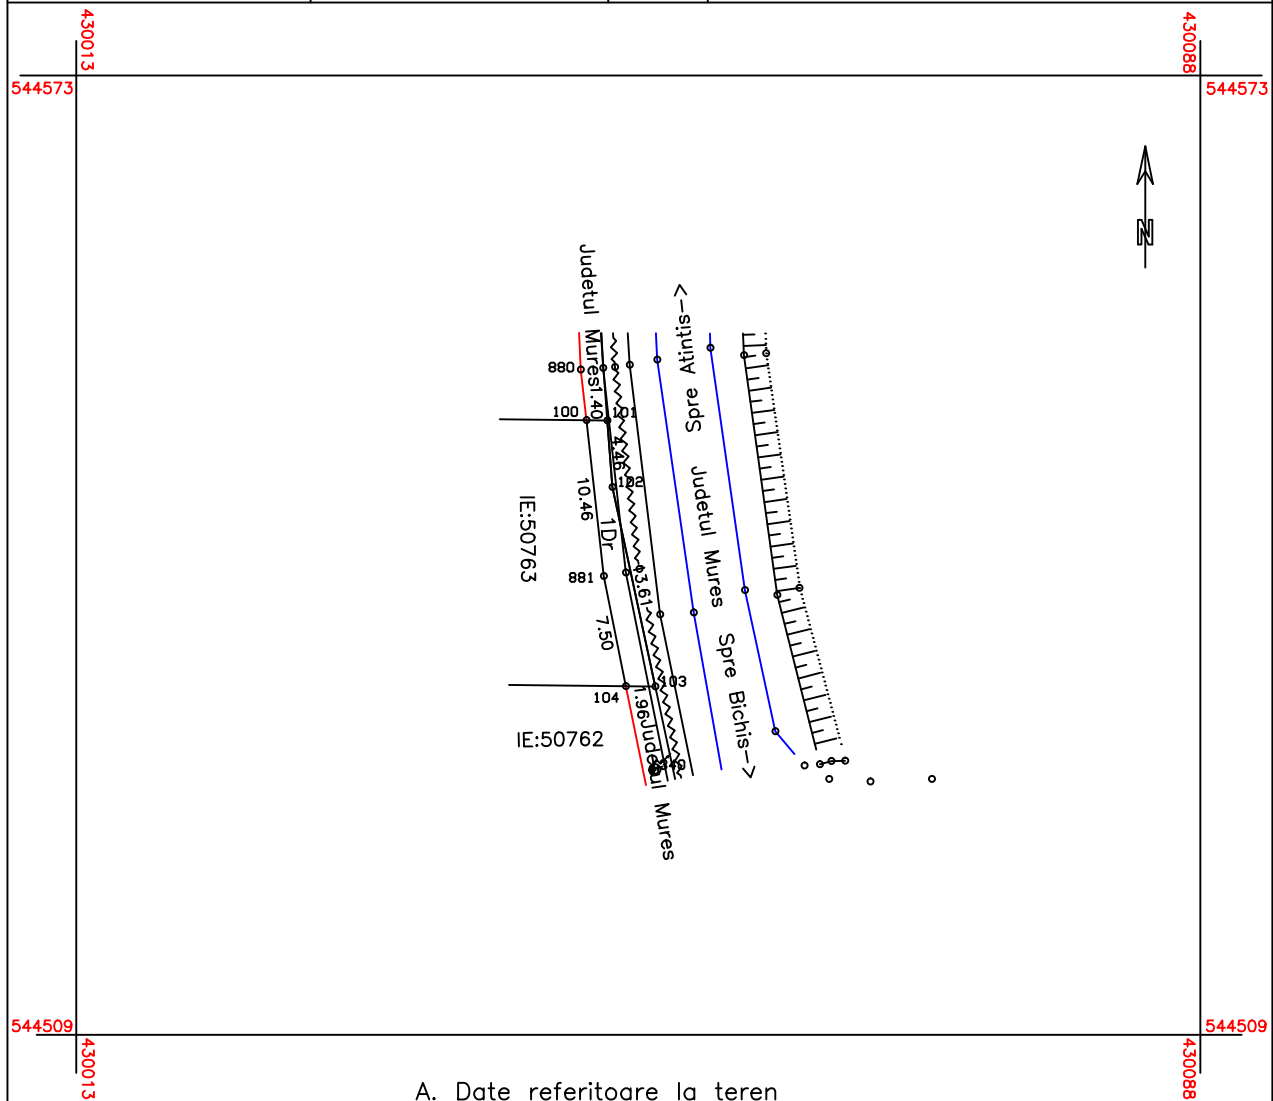 430013
430088
544573
544573
N
Judetul Mures
<-- Spre Atintis
880
1.40
100
101
4.46
102
10.46
Judetul Mures
IE:50763
1Dr
881
13.61
7.50
Spre Bichis-->
103
104
1.96
Judetul Mures
IE:50762
544509
544509
430013
430088
A. Date referitoare la teren